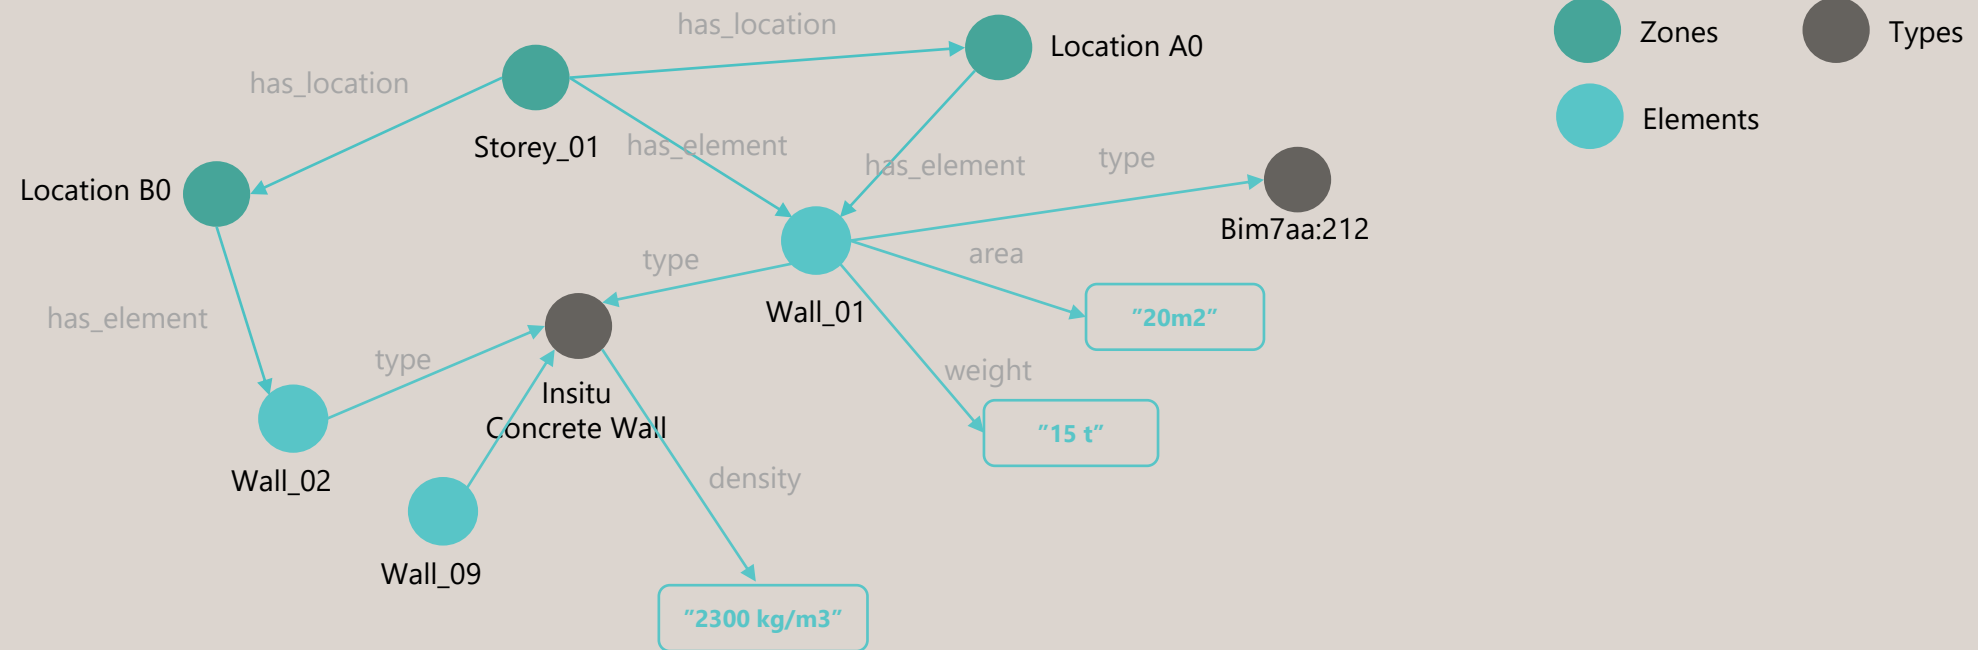 has_location
Location A0
Zones
Types
has_location
Elements
Storey_01
has_element
has_element
type
Location B0
Bim7aa:212
type
area
Wall_01
"20m2"
has_element
type
weight
Insitu
Concrete Wall
"15 t"
Wall_02
density
Wall_09
"2300 kg/m3"